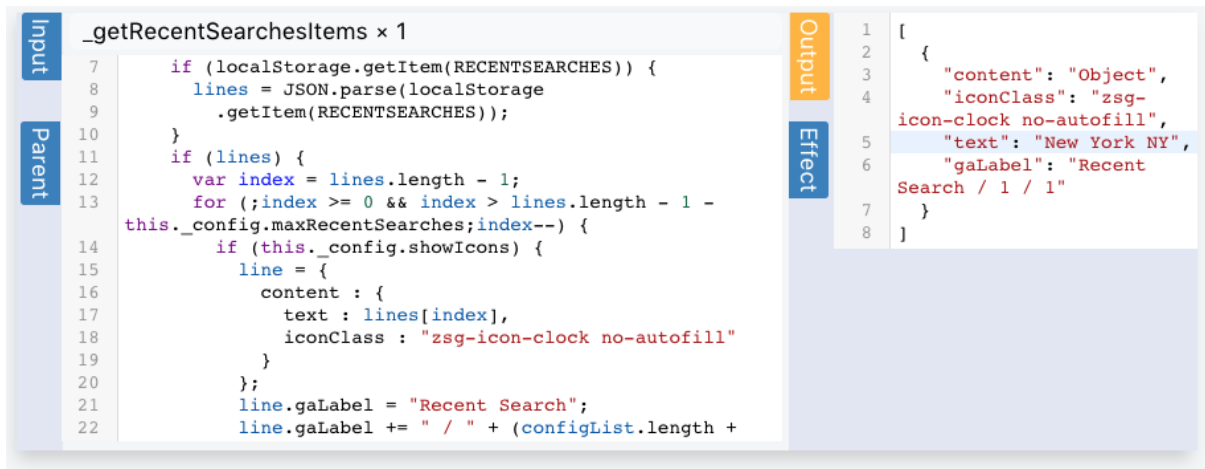 Input
Parent
_getRecentSearchesItems × 1
7 if (localStorage.getItem(RECENTSEARCHES)) {
8 lines = JSON.parse(localStorage
9 .getItem(RECENTSEARCHES));
10 }
11 if (lines) {
12 var index = lines.length - 1;
13 for (;index >= 0 && index > lines.length - 1 -
this._config.maxRecentSearches;index--) {
14 if (this._config.showIcons) {
15 line = {
16 content : {
17 text : lines[index],
18 iconClass : "zsg-icon-clock no-autofill"
19 }
20 };
21 line.gaLabel = "Recent Search";
22 line.gaLabel += " / " + (configList.length +
Output
Effect
1 [
2 {
3 "content": "Object",
4 "iconClass": "zsg-
icon-clock no-autofill",
5 "text": "New York NY",
6 "gaLabel": "Recent
Search / 1 / 1"
7 }
8 ]